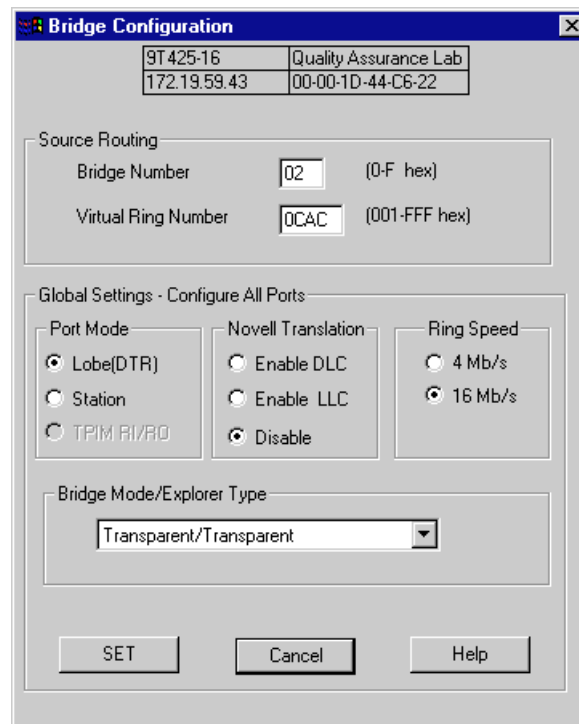 Bridge Configuration
9T425-16 Quality Assurance Lab
172.19.59.43 00-00-1D-44-C6-22
Source Routing
Bridge Number 02 (0-F hex)
Virtual Ring Number 0CAC (001-FFF hex)
Global Settings - Configure All Ports
Port Mode Novell Translation Ring Speed
Lobe(DTR) Enable DLC 4 Mb/s
Station Enable LLC 16 Mb/s
TPIM RI/RO Disable
Bridge Mode/Explorer Type
Transparent/Transparent
SET Cancel Help